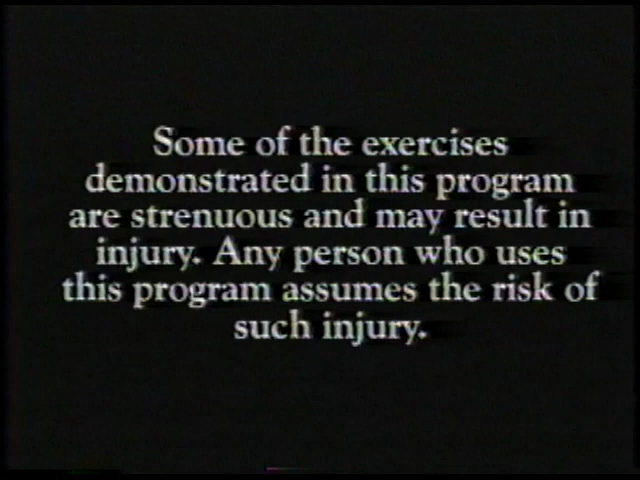 Some of the exercises
demonstrated in this program
are strenuous and may result in
injury. Any person who uses
this program assumes the risk of
such injury.